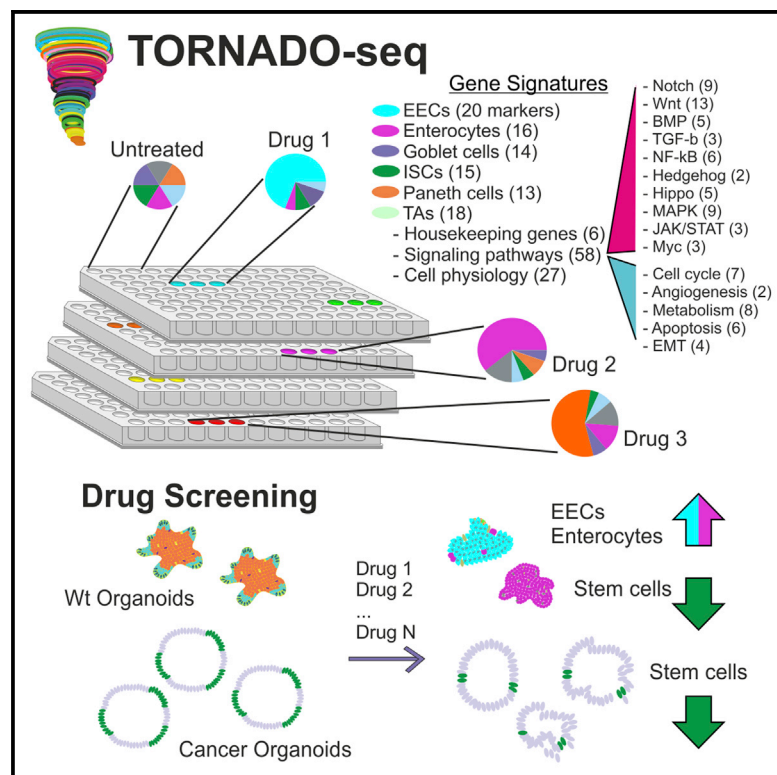 TORNADO-seq
Gene Signatures
EECs (20 markers)
Enterocytes (16)
Goblet cells (14)
ISCs (15)
Paneth cells (13)
TAs (18)
- Housekeeping genes (6)
- Signaling pathways (58)
- Cell physiology (27)
- Notch (9)
- Wnt (13)
- BMP (5)
- TGF-b (3)
- NF-kB (6)
- Hedgehog (2)
- Hippo (5)
- MAPK (9)
- JAK/STAT (3)
- Myc (3)
- Cell cycle (7)
- Angiogenesis (2)
- Metabolism (8)
- Apoptosis (6)
- EMT (4)
Untreated
Drug 1
Drug 2
Drug 3
Drug Screening
Wt Organoids
Cancer Organoids
Drug 1
Drug 2
...
Drug N
EECs
Enterocytes
Stem cells
Stem cells